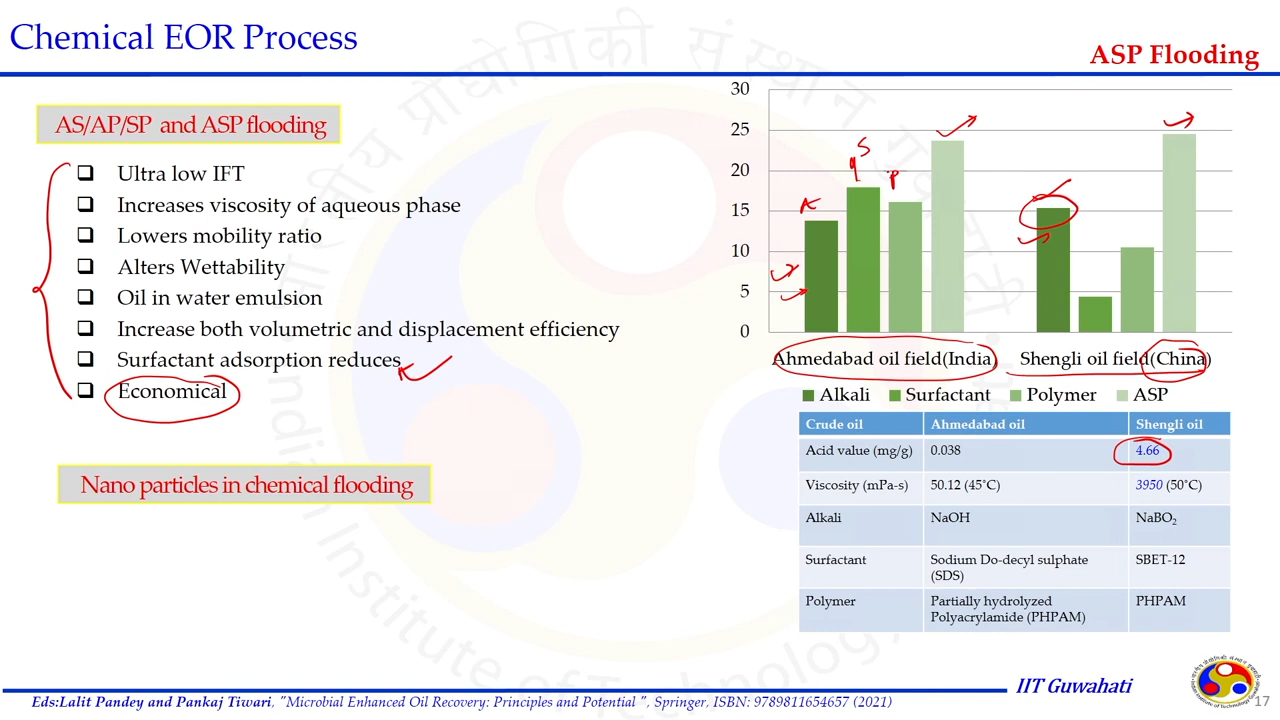 Chemical EOR Process
ASP Flooding
AS/AP/SP and ASP flooding
Ultra low IFT
Increases viscosity of aqueous phase
Lowers mobility ratio
Alters Wettability
Oil in water emulsion
Increase both volumetric and displacement efficiency
Surfactant adsorption reduces
Economical
Nano particles in chemical flooding
30
25
20
15
10
5
0
A
S
P
Ahmedabad oil field(India)
Shengli oil field(China)
Alkali
Surfactant
Polymer
ASP
Crude oil
Ahmedabad oil
Shengli oil
Acid value (mg/g)
0.038
4.66
Viscosity (mPa-s)
50.12 (45˚C)
3950 (50˚C)
Alkali
NaOH
NaBO₂
Surfactant
Sodium Do-decyl sulphate
(SDS)
SBET-12
Polymer
Partially hydrolyzed
Polyacrylamide (PHPAM)
PHPAM
IIT Guwahati
Eds:Lalit Pandey and Pankaj Tiwari, "Microbial Enhanced Oil Recovery: Principles and Potential ", Springer, ISBN: 9789811654657 (2021)
17